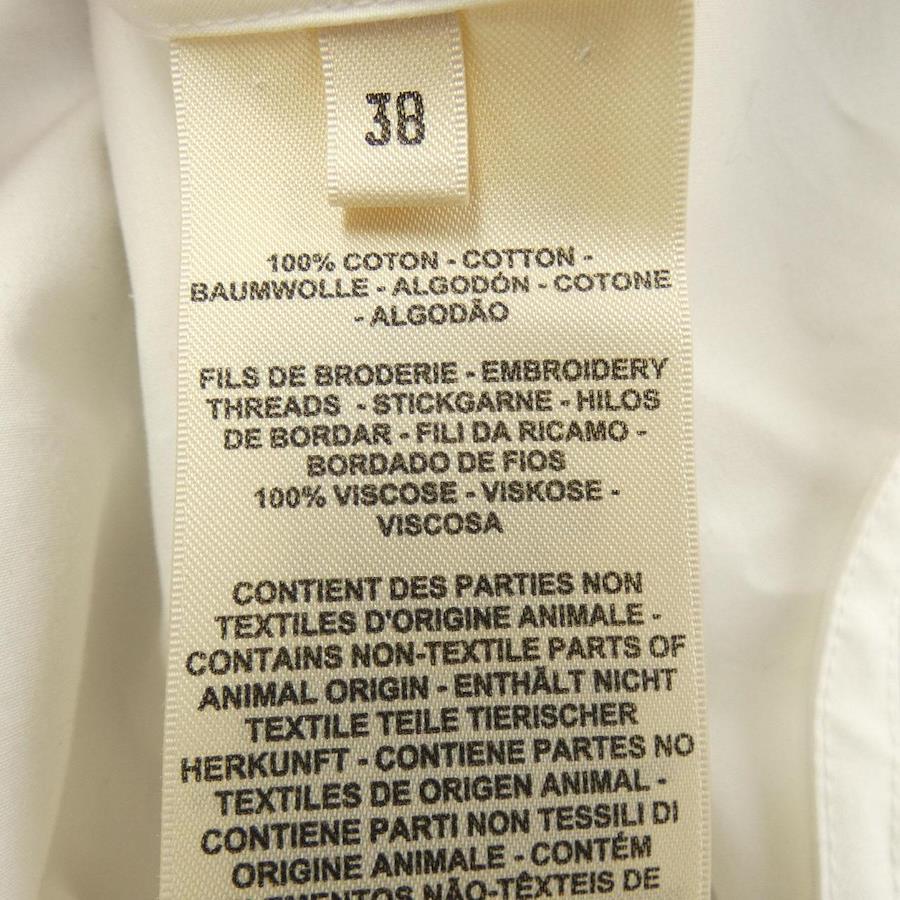 38
100% COTON - COTTON -
BAUMWOLLE - ALGODÓN - COTONE
- ALGODÃO
FILS DE BRODERIE - EMBROIDERY
THREADS - STICKGARNE - HILOS
DE BORDAR - FILI DA RICAMO -
BORDADO DE FIOS
100% VISCOSE - VISKOSE -
VISCOSA
CONTIENT DES PARTIES NON
TEXTILES D'ORIGINE ANIMALE -
CONTAINS NON-TEXTILE PARTS OF
ANIMAL ORIGIN - ENTHÄLT NICHT
TEXTILE TEILE TIERISCHER
HERKUNFT - CONTIENE PARTES NO
TEXTILES DE ORIGEN ANIMAL -
CONTIENE PARTI NON TESSILI DI
ORIGINE ANIMALE - CONTÉM
NÃO-TÊXTEIS DE